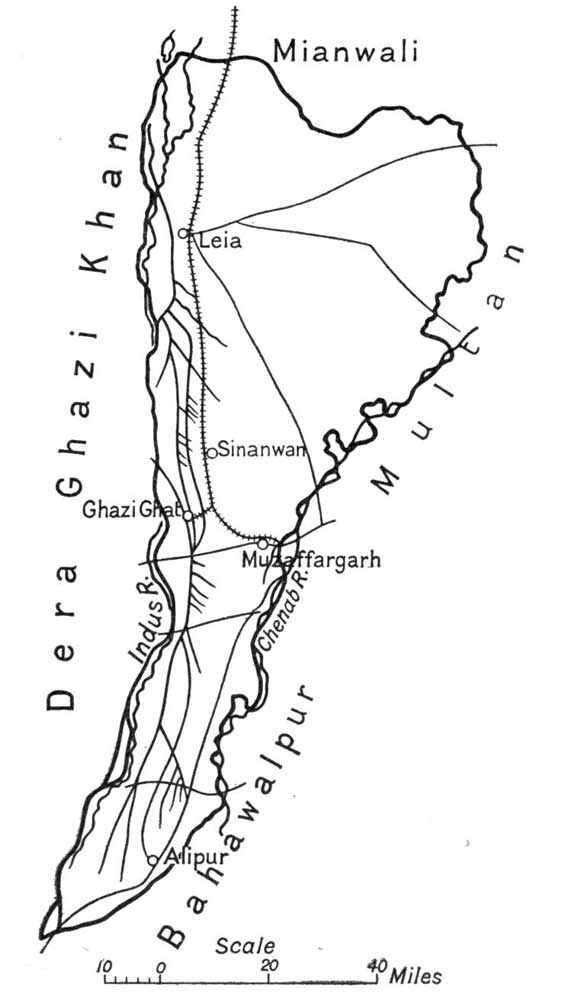 Mianwali
Dera Ghazi Khan
Leia
Multan
Sinanwan
Ghazi Ghat
Muzaffargarh
Indus R.
Chenab R.
Bahawalpur
Alipur
Scale
10 0 20 40 Miles